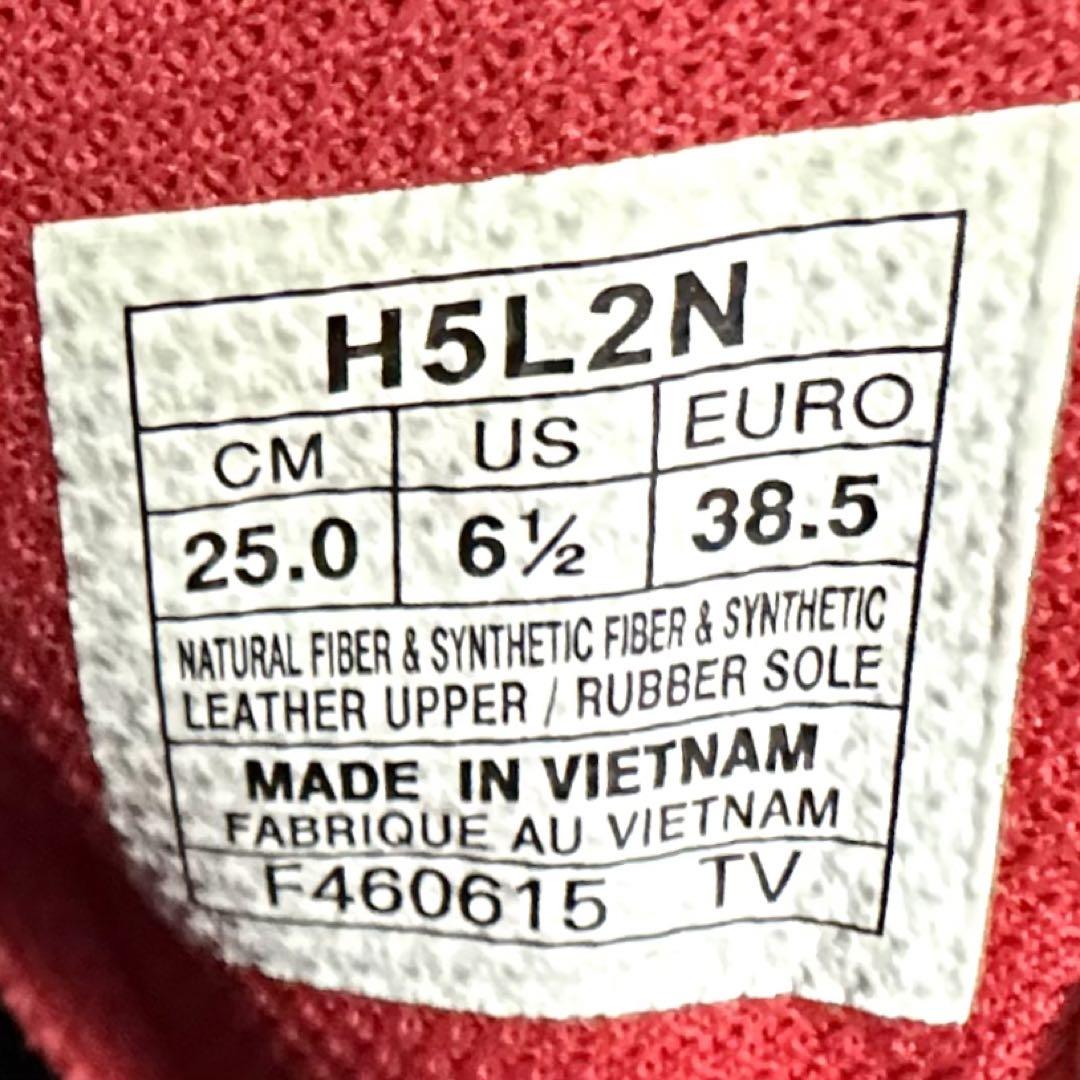 H5L2N
CM US EURO
25.0 6½ 38.5
NATURAL FIBER & SYNTHETIC FIBER & SYNTHETIC
LEATHER UPPER / RUBBER SOLE
MADE IN VIETNAM
FABRIQUE AU VIETNAM
F460615 TV